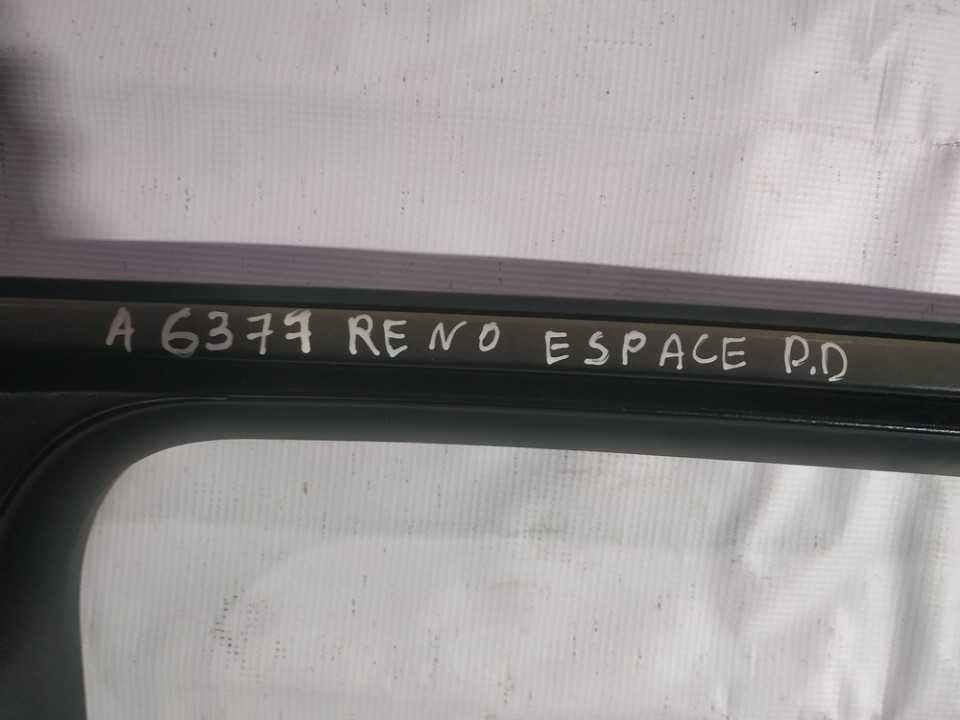 A 6377 RENO ESPACE P.D